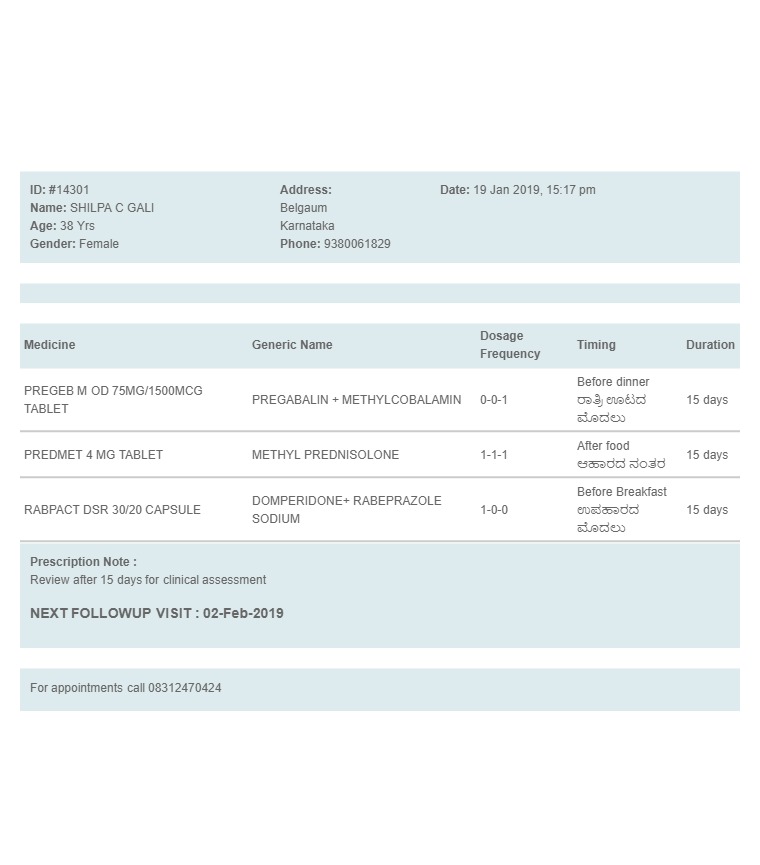 ID: #14301
Name: SHILPA C GALI
Age: 38 Yrs
Gender: Female
Address:
Belgaum
Karnataka
Phone: 9380061829
Date: 19 Jan 2019, 15:17 pm
Medicine
Generic Name
Dosage
Frequency
Timing
Duration
PREGEB M OD 75MG/1500MCG
TABLET
PREGABALIN + METHYLCOBALAMIN
0-0-1
Before dinner
ರಾತ್ರಿ ಊಟದ
ಮೊದಲು
15 days
PREDMET 4 MG TABLET
METHYL PREDNISOLONE
1-1-1
After food
ಆಹಾರದ ನಂತರ
15 days
RABPACT DSR 30/20 CAPSULE
DOMPERIDONE+ RABEPRAZOLE
SODIUM
1-0-0
Before Breakfast
ಉಪಹಾರದ
ಮೊದಲು
15 days
Prescription Note :
Review after 15 days for clinical assessment
NEXT FOLLOWUP VISIT : 02-Feb-2019
For appointments call 08312470424